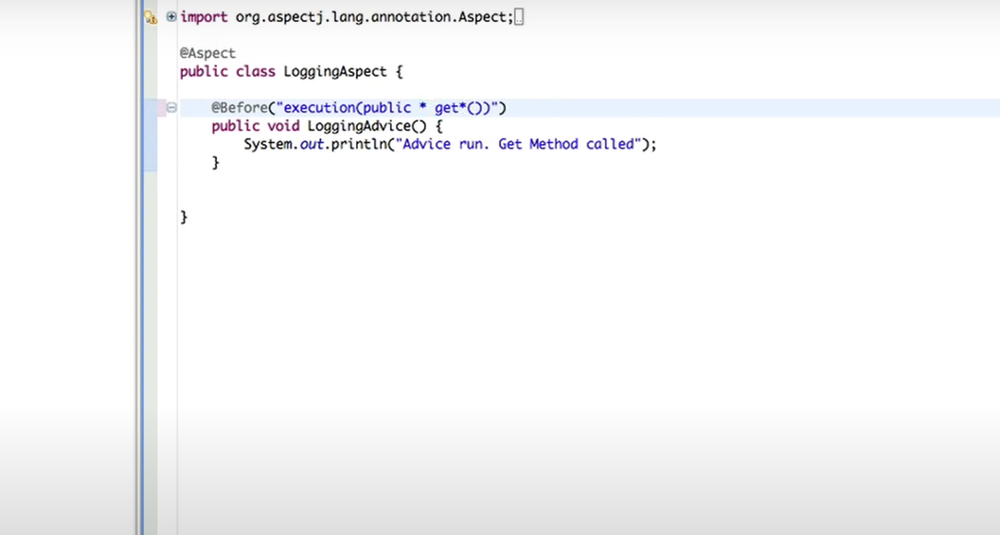 import org.aspectj.lang.annotation.Aspect;
@Aspect
public class LoggingAspect {
@Before("execution(public * get*())")
public void LoggingAdvice() {
System.out.println("Advice run. Get Method called");
}
}